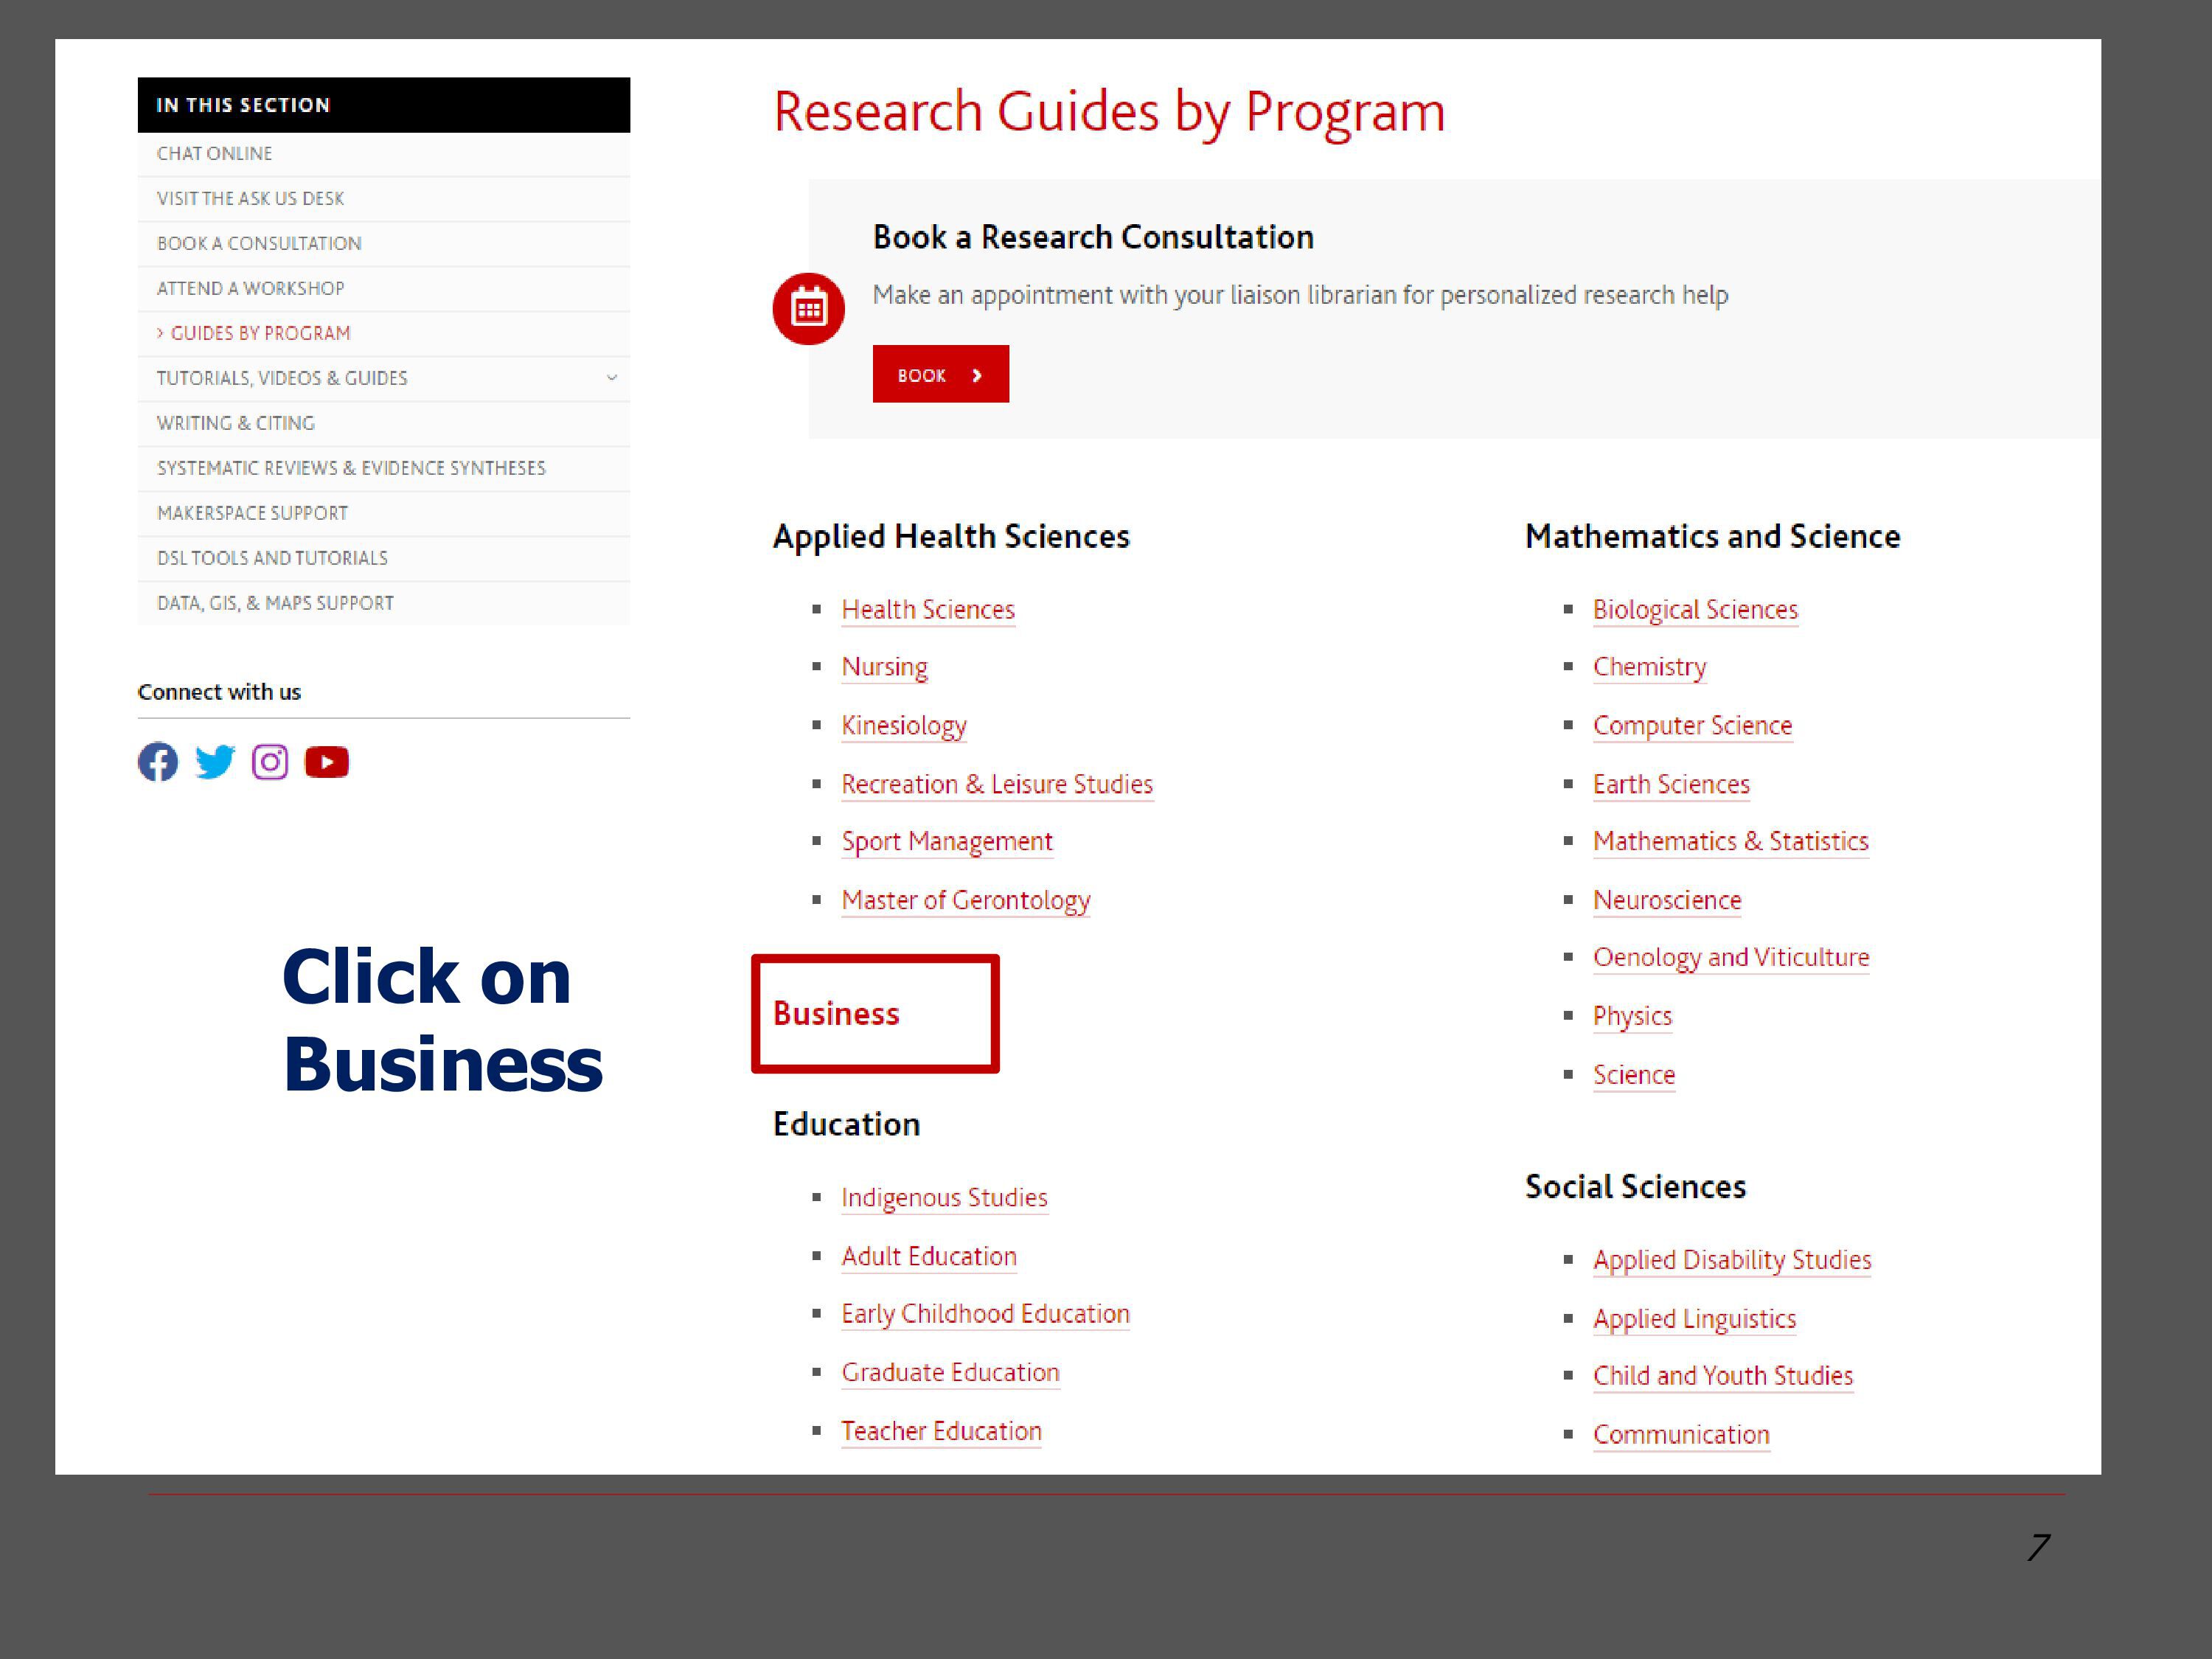 IN THIS SECTION
CHAT ONLINE
VISIT THE ASK US DESK
BOOK A CONSULTATION
ATTEND A WORKSHOP
> GUIDES BY PROGRAM
TUTORIALS, VIDEOS & GUIDES
WRITING & CITING
SYSTEMATIC REVIEWS & EVIDENCE SYNTHESES
MAKERSPACE SUPPORT
DSL TOOLS AND TUTORIALS
DATA, GIS, & MAPS SUPPORT
Connect with us
Click on
Business
Research Guides by Program
Book a Research Consultation
Make an appointment with your liaison librarian for personalized research help
BOOK >
Applied Health Sciences
Health Sciences
Nursing
Kinesiology
Recreation & Leisure Studies
Sport Management
Master of Gerontology
Business
Education
Indigenous Studies
Adult Education
Early Childhood Education
Graduate Education
Teacher Education
Mathematics and Science
Biological Sciences
Chemistry
Computer Science
Earth Sciences
Mathematics & Statistics
Neuroscience
Oenology and Viticulture
Physics
Science
Social Sciences
Applied Disability Studies
Applied Linguistics
Child and Youth Studies
Communication
7